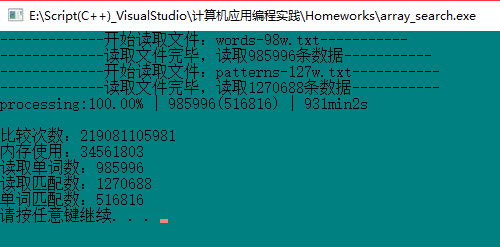 E:\Script(C++)_VisualStudio\计算机应用编程实践\Homeworks\array_search.exe
------------开始读取文件: words-98w.txt-----------
------------读取文件完毕, 读取985996条数据-
------------开始读取文件: patterns-127w.txt-----------
------------读取文件完毕, 读取1270688条数据------------
processing:100.00% | 985996(516816) | 931min2s
比较次数: 219081105981
内存使用: 34561803
读取单词数: 985996
读取匹配数: 1270688
单词匹配数: 516816
请按任意键继续. . .